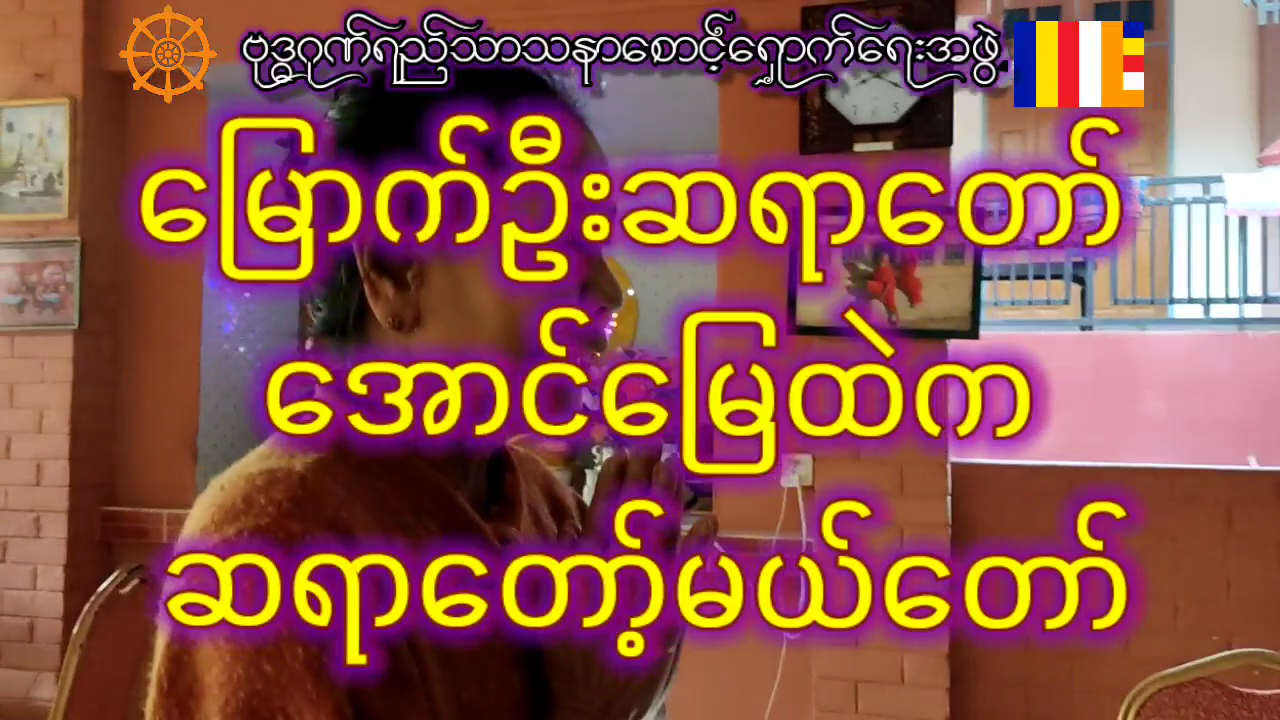 ဗုဒ္ဓဂုဏ်ရည်သာသနာစောင့်ရှောက်ရေးအဖွဲ့
မြောက်ဦးဆရာတော်
အောင်မြေထဲက
ဆရာတော့်မယ်တော်